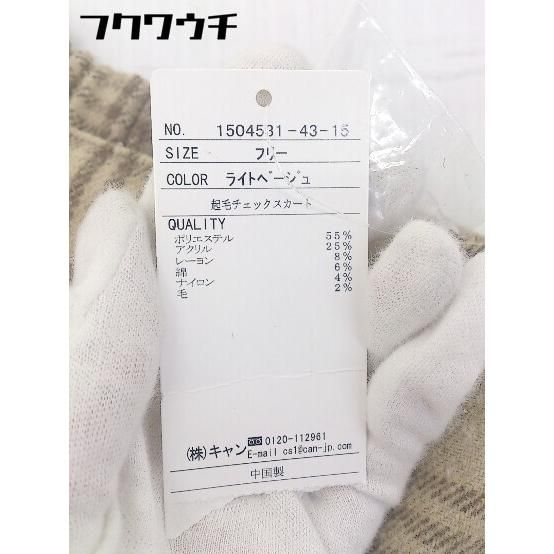 フクワウチ
NO. 1504531-43-16
SIZE フリー
COLOR ライトベージュ
起毛チェックスカート
QUALITY
ポリエステル 55%
アクリル 25%
レーヨン 8%
綿 6%
ナイロン 4%
毛 2%
(株)キャン 0120-112961
E-mail cs1@can-jp.com
中国製